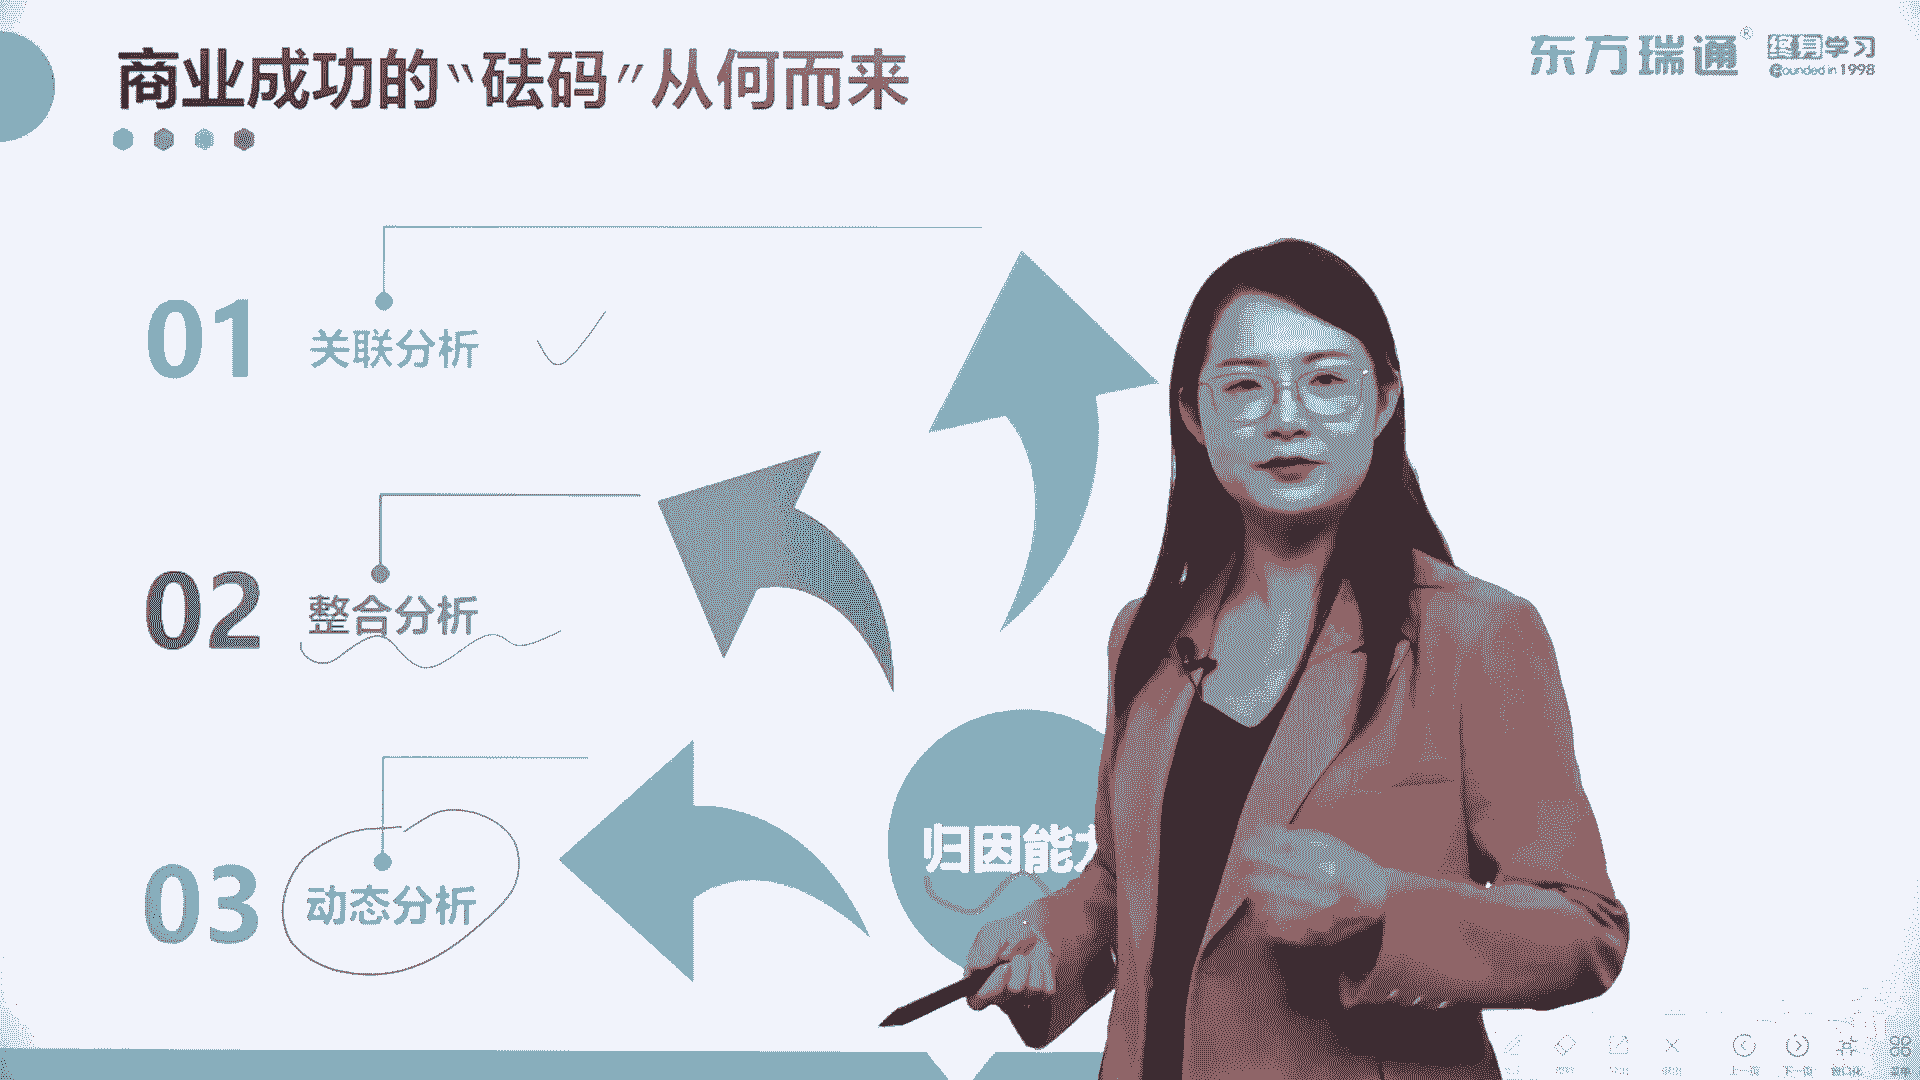 商业成功的“砝码”从何而来
东方瑞通® 终身学习
Founded in 1998
01 关联分析
02 整合分析
03 动态分析
归因能
上一页 下一页